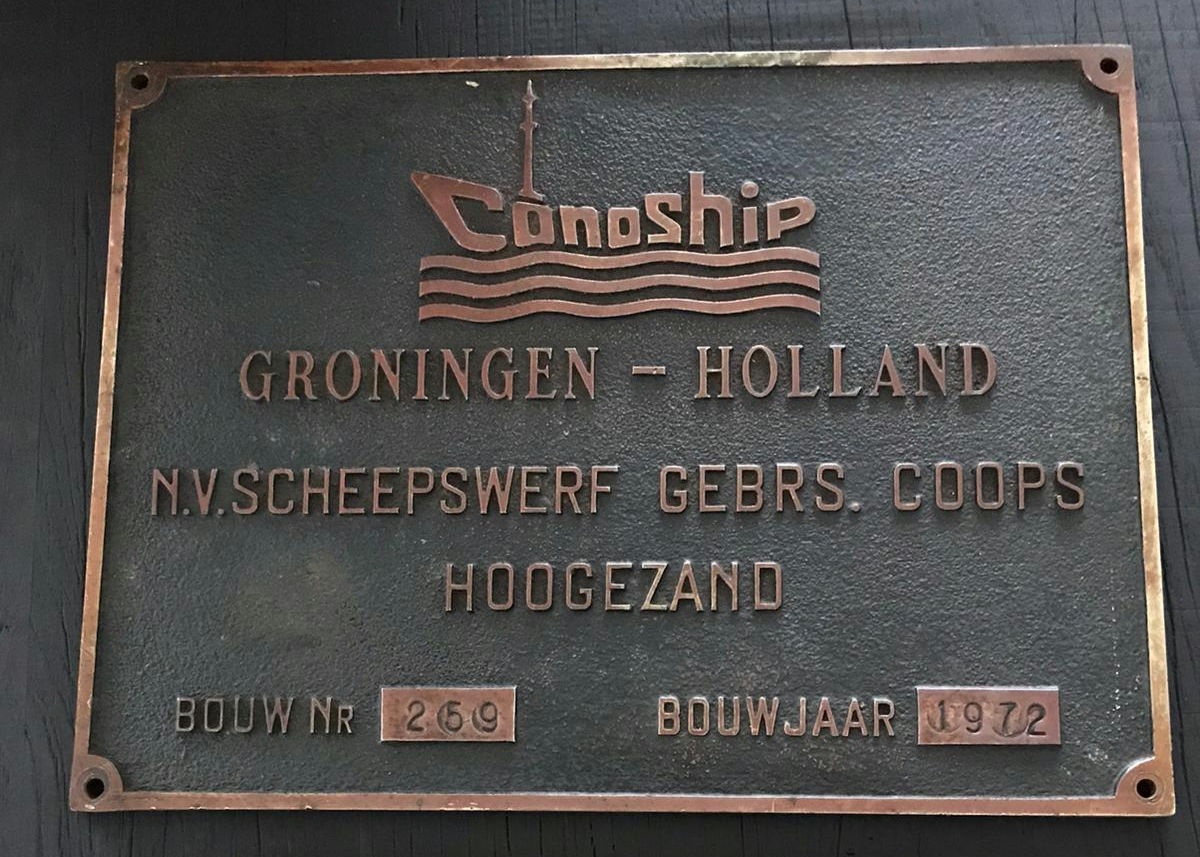 Conoship
GRONINGEN – HOLLAND
N.V. SCHEEPSWERF GEBRS. COOPS
HOOGEZAND
BOUW NR 269 BOUWJAAR 1972